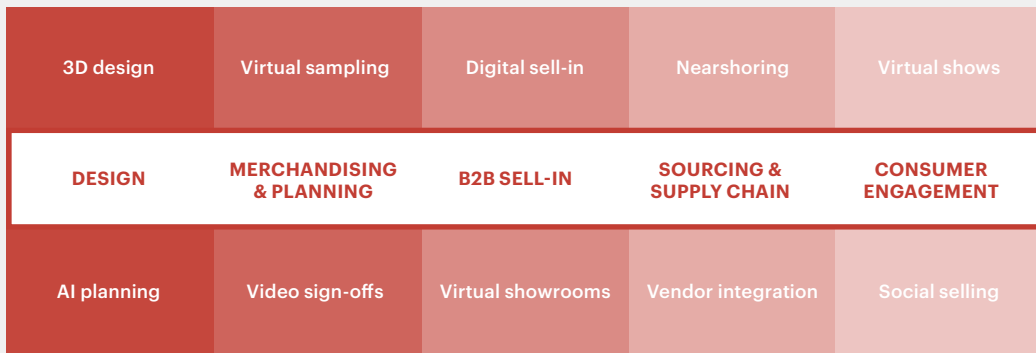 3D design
Virtual sampling
Digital sell-in
Nearshoring
Virtual shows
DESIGN
MERCHANDISING
& PLANNING
B2B SELL-IN
SOURCING &
SUPPLY CHAIN
CONSUMER
ENGAGEMENT
AI planning
Video sign-offs
Virtual showrooms
Vendor integration
Social selling